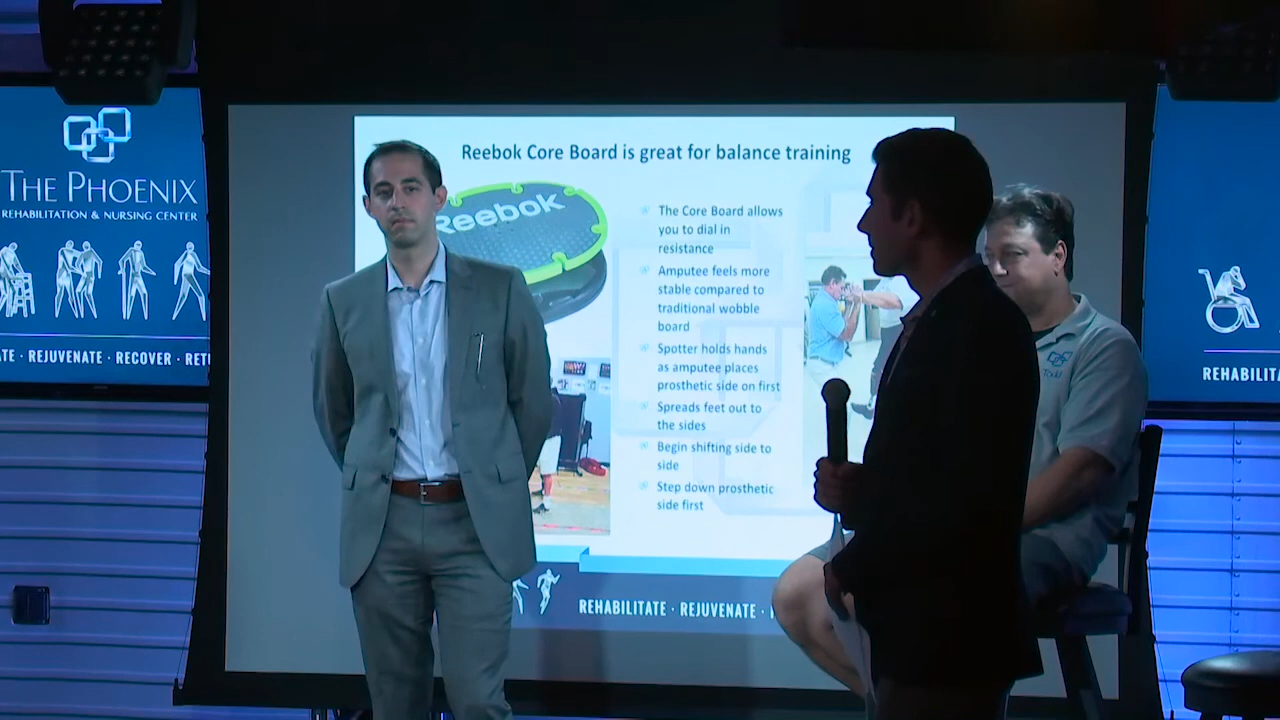 THE PHOENIX
REHABILITATION & NURSING CENTER
ATE · REJUVENATE · RECOVER · RET
Reebok Core Board is great for balance training
Reebok
The Core Board allows
you to dial in
resistance
Amputee feels more
stable compared to
traditional wobble
board
Spotter holds hands
as amputee places
prosthetic side on first
Spreads feet out to
the sides
Begin shifting side to
side
Step down prosthetic
side first
REHABILITATE · REJUVENATE ·
Todd
REHABILITA